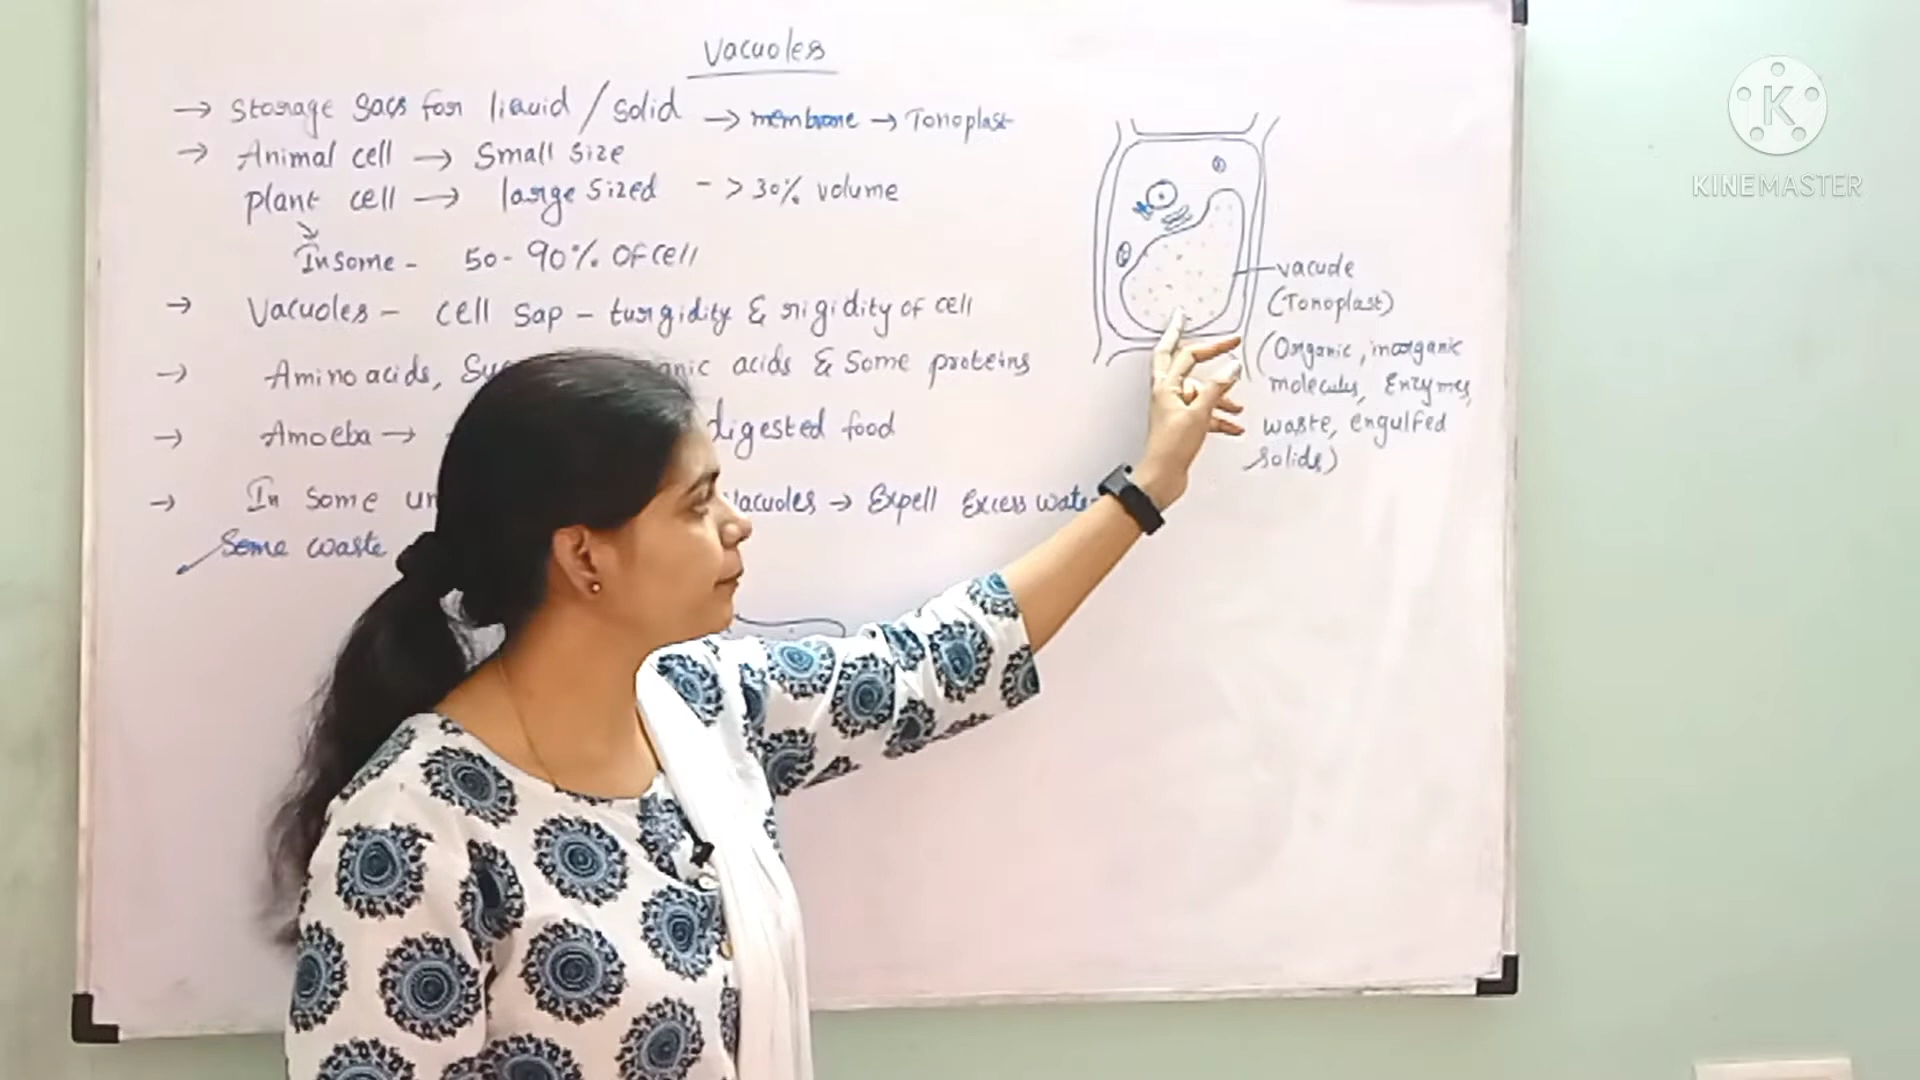 Vacuoles
→ Storage Sacs for liquid / Solid → membrane → Tonoplast
→ Animal cell → Small Size
plant cell → large Sized - > 30% volume
Insome - 50-90% OF cell
→ Vacuoles - cell Sap - turgidity & rigidity of cell
→ Amino acids, acids & Some proteins
→ Amoeba → digested food
→ In Some vacuoles → Expell Excess water
Some waste
vacuole
(Tonoplast)
(Organic, inorganic
molecules, Enzymes,
waste, engulfed
Solids)
K
KINEMASTER